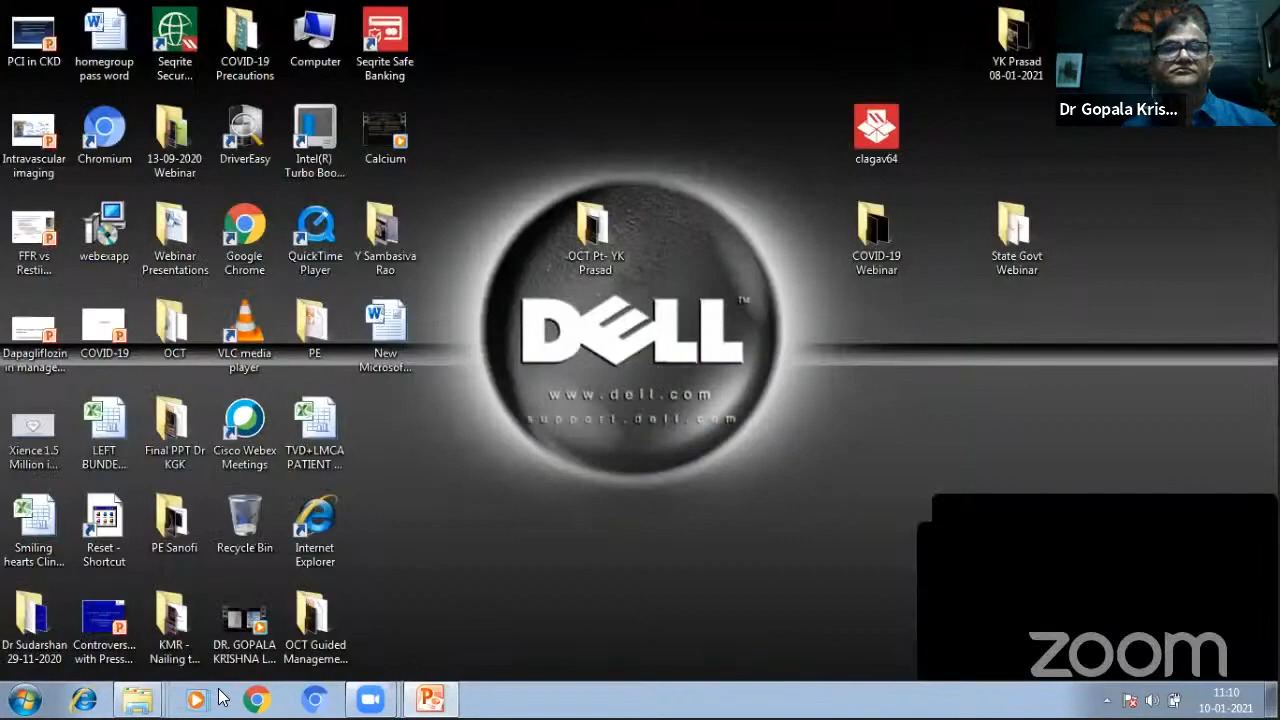 PCI in CKD
homegroup
pass word
Seqrite
Secur...
COVID-19
Precautions
Computer
Seqrite Safe
Banking
YK Prasad
08-01-2021
Dr Gopala Kris...
Intravascular
imaging
Chromium
13-09-2020
Webinar
DriverEasy
Intel(R)
Turbo Boo...
Calcium
clagav64
FFR vs
Restii...
webexapp
Webinar
Presentations
Google
Chrome
QuickTime
Player
Y Sambasiva
Rao
OCT Pt- YK
Prasad
COVID-19
Webinar
State Govt
Webinar
Dapagliflozin
in manage...
COVID-19
OCT
VLC media
player
PE
New
Microsof...
DELL™
www.dell.com
support.dell.com
Xience 1.5
Million i...
LEFT
BUNDE...
Final PPT Dr
KGK
Cisco Webex
Meetings
TVD+LMCA
PATIENT ...
Smiling
hearts Clin...
Reset -
Shortcut
PE Sanofi
Recycle Bin
Internet
Explorer
Dr Sudarshan
29-11-2020
Controvers...
with Press...
KMR -
Nailing t...
DR. GOPALA
KRISHNA L...
OCT Guided
Manageme...
zoom
11:10
10-01-2021